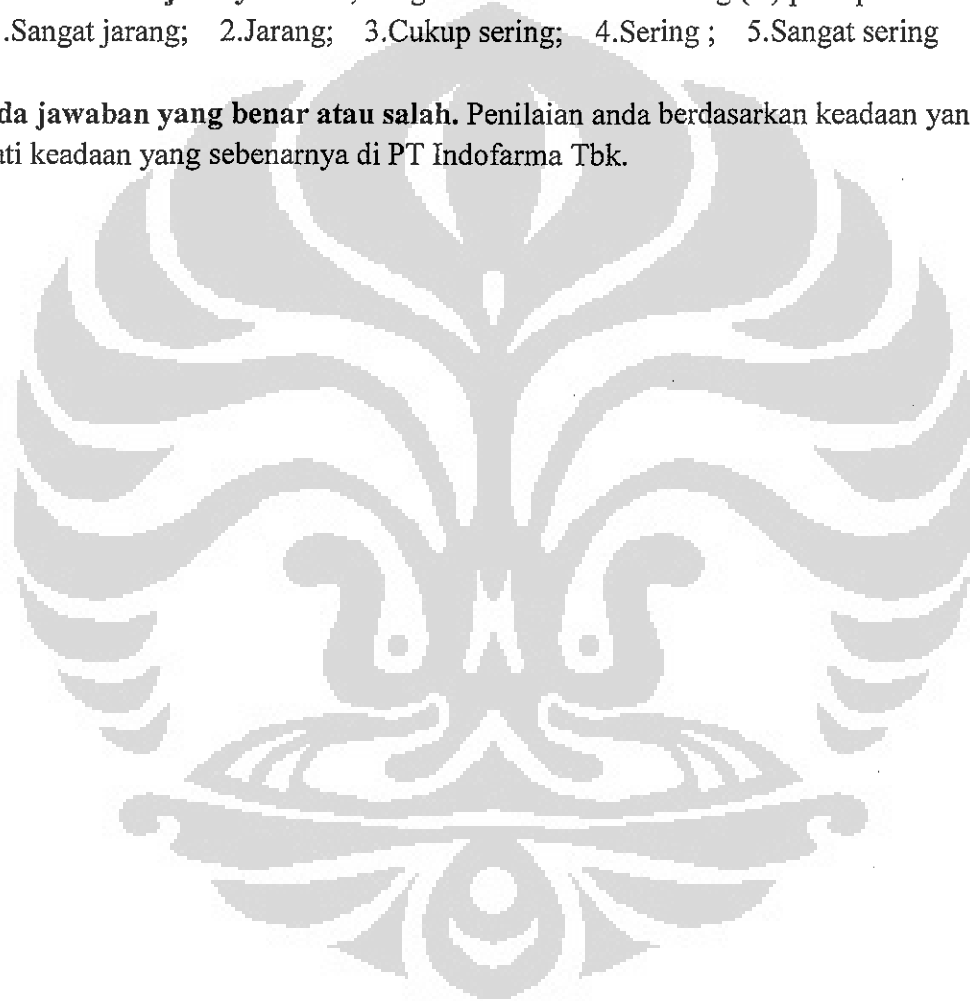 .Sangat jarang; 2.Jarang; 3.Cukup sering; 4.Sering ; 5.Sangat sering
da jawaban yang benar atau salah. Penilaian anda berdasarkan keadaan yan
ati keadaan yang sebenarnya di PT Indofarma Tbk.